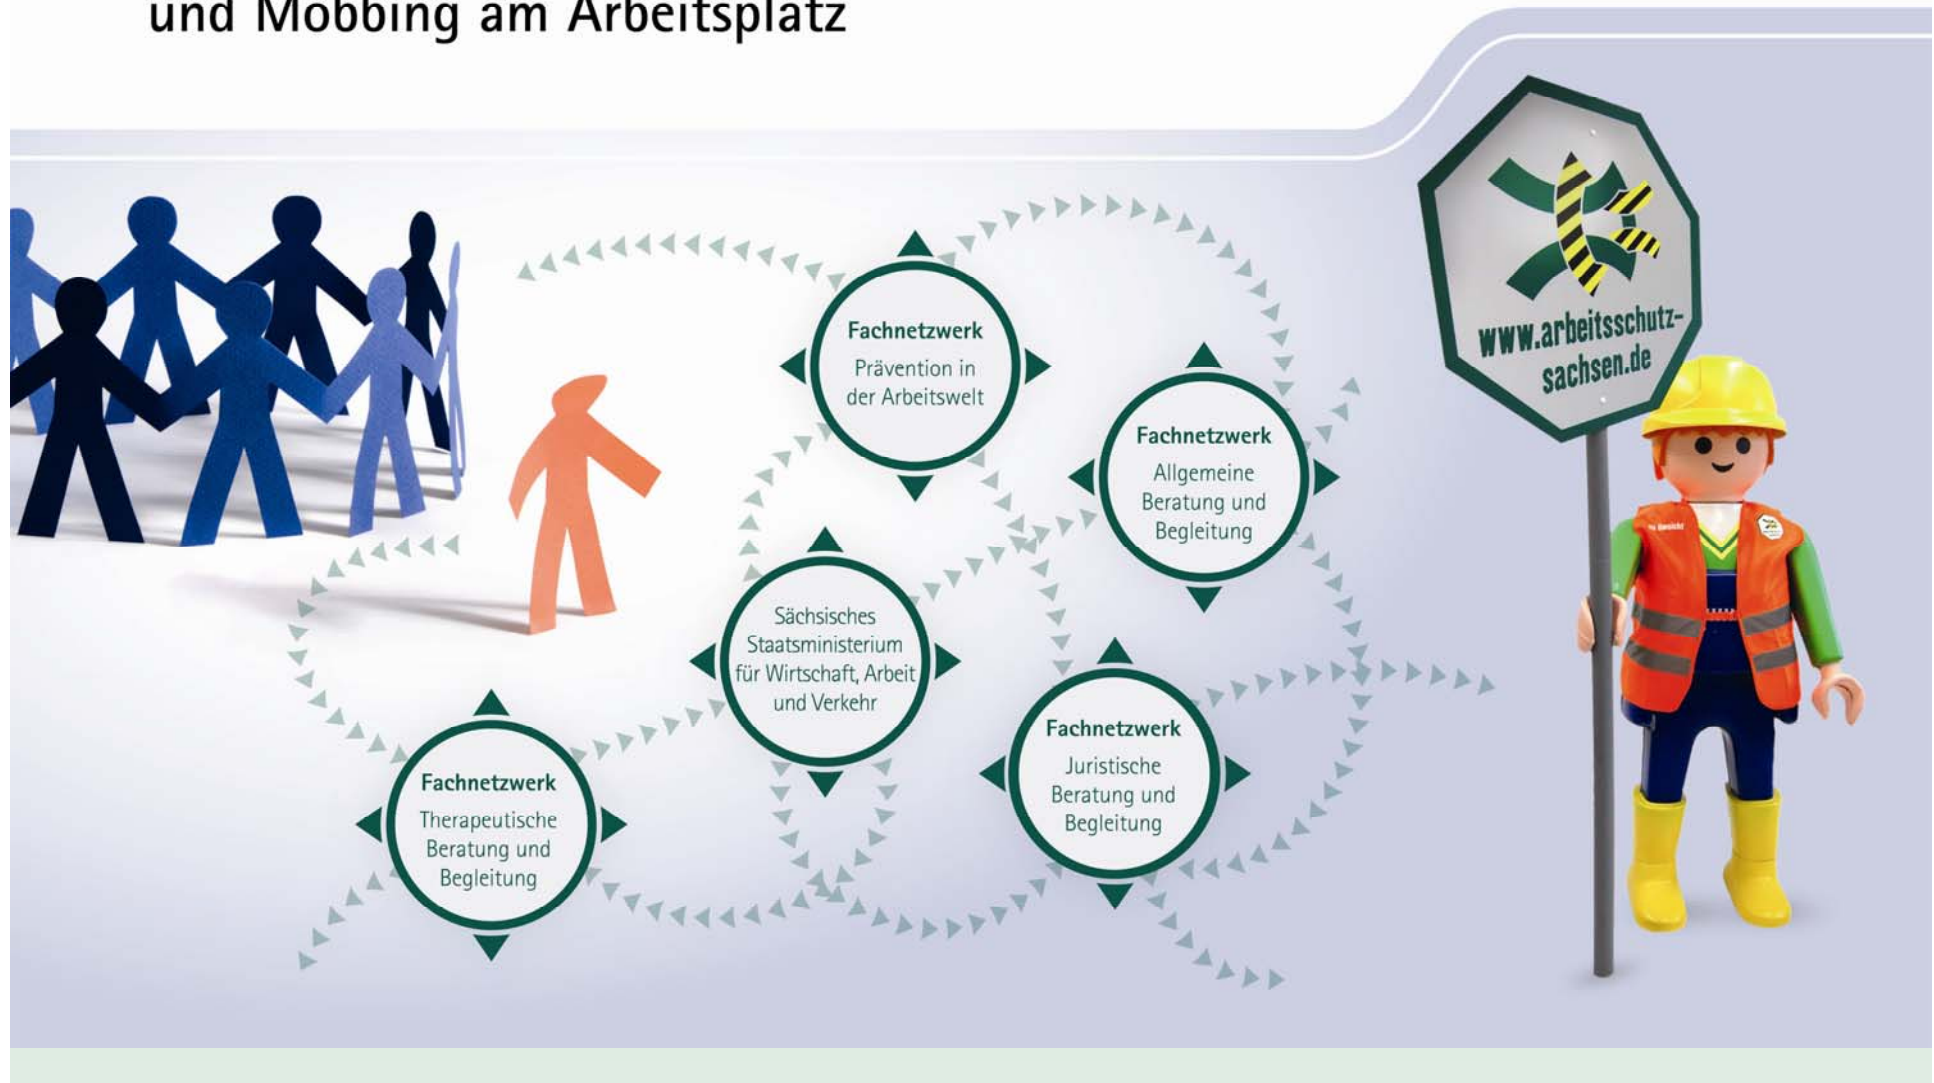 und Mobbing am Arbeitsplatz
www.arbeitsschutz-
sachsen.de
Fachnetzwerk
Prävention in
der Arbeitswelt
Fachnetzwerk
Allgemeine
Beratung und
Begleitung
Sächsisches
Staatsministerium
für Wirtschaft, Arbeit
und Verkehr
Fachnetzwerk
Juristische
Beratung und
Begleitung
Fachnetzwerk
Therapeutische
Beratung und
Begleitung